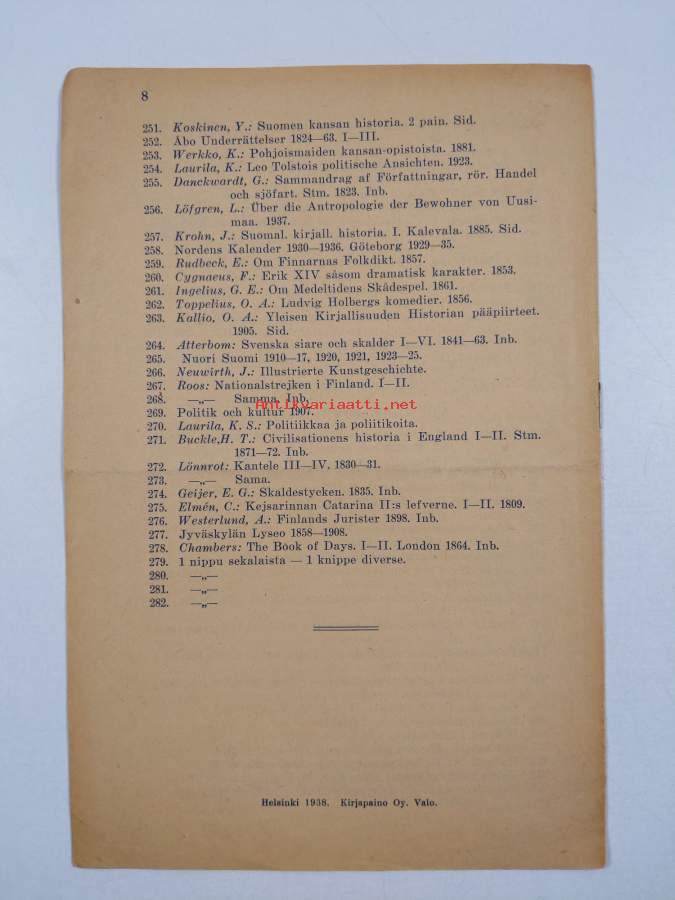 8
251. Koskinen, Y.: Suomen kansan historia. 2 pain. Sid.
252. Åbo Underrättelser 1824—63. I—III.
253. Werkko, K.: Pohjoismaiden kansan-opistoista. 1881.
254. Laurila, K.: Leo Tolstois politische Ansichten. 1923.
255. Danckwardt, G.: Sammandrag af Författningar, rör. Handel
och sjöfart. Stm. 1823. Inb.
256. Löfgren, L.: Über die Antropologie der Bewohner von Uusi-
maa. 1937.
257. Krohn, J.: Suomal. kirjall. historia. I. Kalevala. 1885. Sid.
258. Nordens Kalender 1930—1936. Göteborg 1929—35.
259. Rudbeck, E.: Om Finnarnas Folkdikt. 1857.
260. Cygnaeus, F.: Erik XIV såsom dramatisk karakter. 1853.
261. Ingelius, G. E.: Om Medeltidens Skådespel. 1861.
262. Toppelius, O. A.: Ludvig Holbergs komedier. 1856.
263. Kallio, O. A.: Yleisen Kirjallisuuden Historian pääpiirteet.
1905. Sid.
264. Atterbom: Svenska siare och skalder I—VI. 1841—63. Inb.
265. Nuori Suomi 1910—17, 1920, 1921, 1923—25.
266. Neuwirth, J.: Illustrierte Kunstgeschichte.
267. Roos: Nationalstrejken i Finland. I—II.
268. —„— Samma. Inb.
Antikvariaatti.net
269. Politik och kultur 1907.
270. Laurila, K. S.: Politiikkaa ja poliitikoita.
271. Buckle, H. T.: Civilisationens historia i England I—II. Stm.
1871—72. Inb.
272. Lönnrot: Kantele III—IV. 1830—31.
273. —„— Sama.
274. Geijer, E. G.: Skaldestycken. 1835. Inb.
275. Elmén, C.: Kejsarinnan Catarina II:s lefverne. I—II. 1809.
276. Westerlund, A.: Finlands Jurister 1898. Inb.
277. Jyväskylän Lyseo 1858—1908.
278. Chambers: The Book of Days. I—II. London 1864. Inb.
279. 1 nippu sekalaista — 1 knippe diverse.
280. —„—
281. —„—
282. —„—
Helsinki 1938. Kirjapaino Oy. Valo.